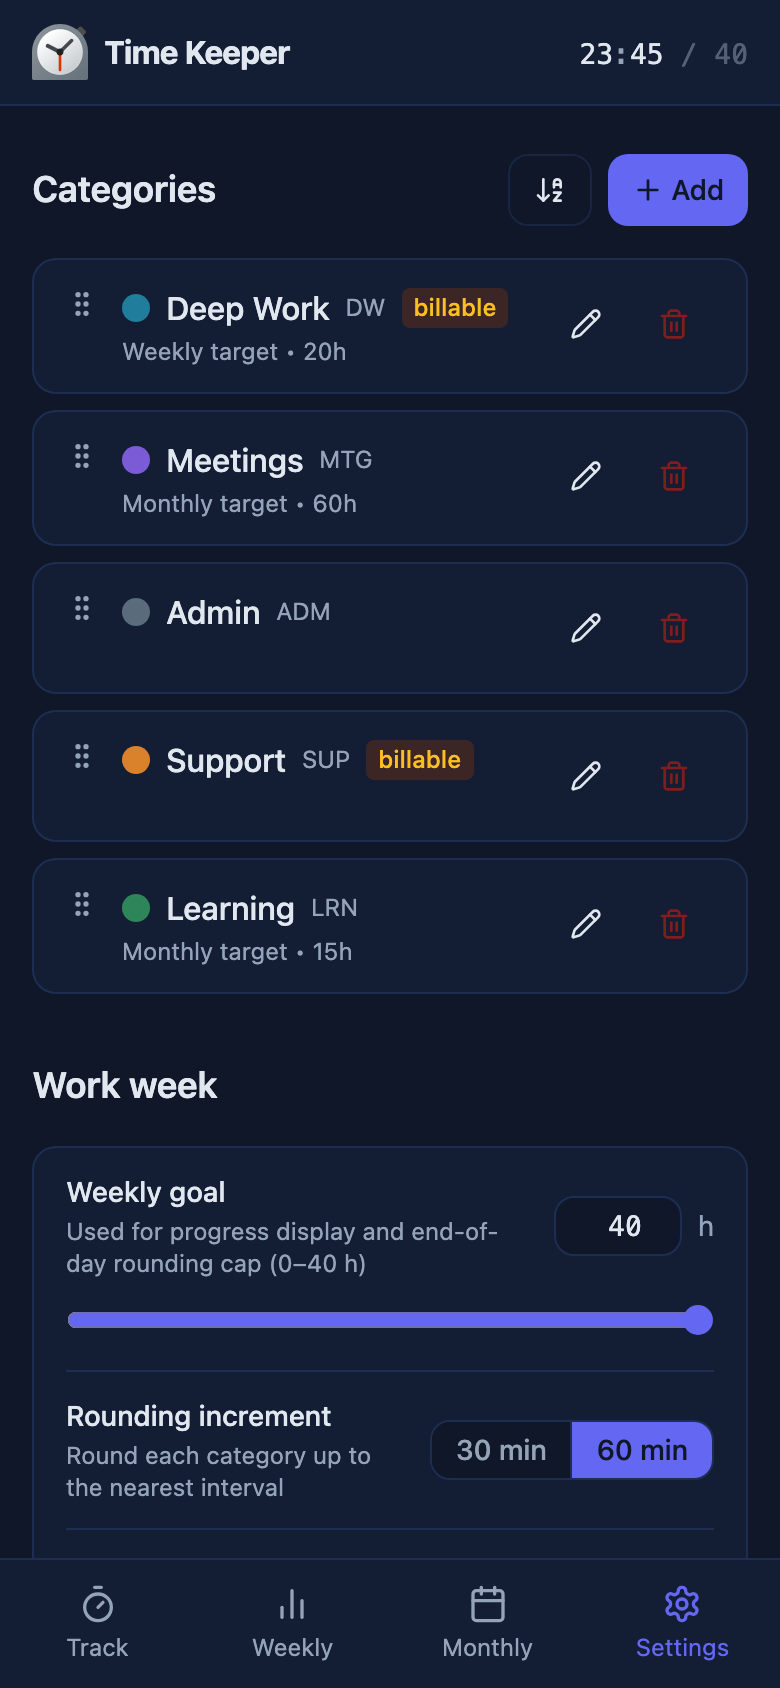 Time Keeper
23:45 / 40
Categories
Add
Deep Work DW billable
Weekly target • 20h
Meetings MTG
Monthly target • 60h
Admin ADM
Support SUP billable
Learning LRN
Monthly target • 15h
Work week
Weekly goal
Used for progress display and end-of-
day rounding cap (0–40 h)
40 h
Rounding increment
Round each category up to
the nearest interval
30 min 60 min
Track Weekly Monthly Settings